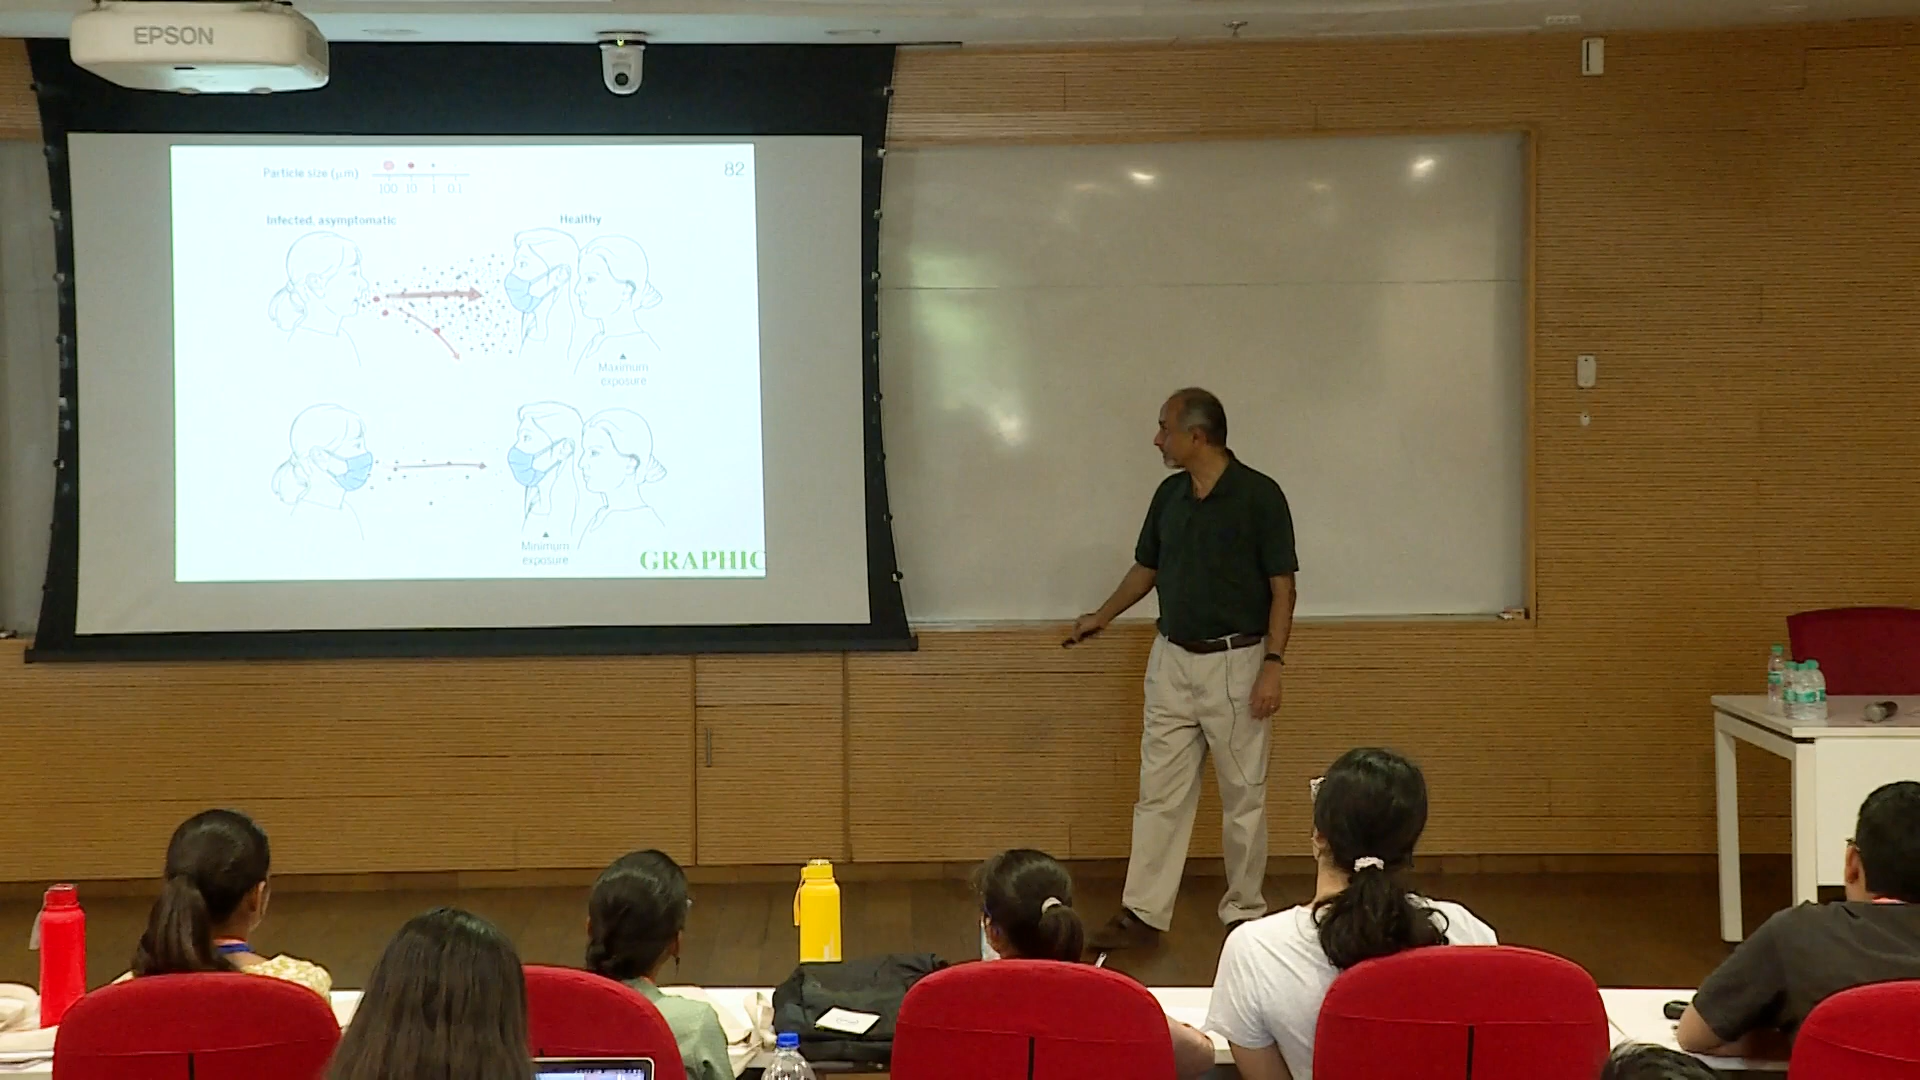 EPSON
Particle size (μm)
100 10 1 0.1
82
Infected, asymptomatic
Healthy
Maximum
exposure
Minimum
exposure
GRAPHIC